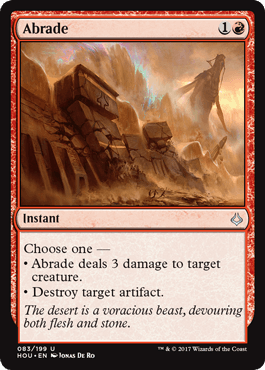 Abrade 1
Instant
Choose one —
• Abrade deals 3 damage to target
creature.
• Destroy target artifact.
The desert is a voracious beast, devouring
both flesh and stone.
083/199 U
HOU • EN Jonas De Ro
™ & © 2017 Wizards of the Coast